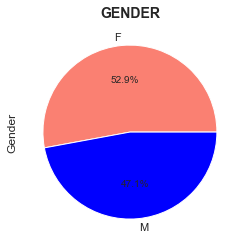 GENDER
F
52.9%
Gender
47.1%
M